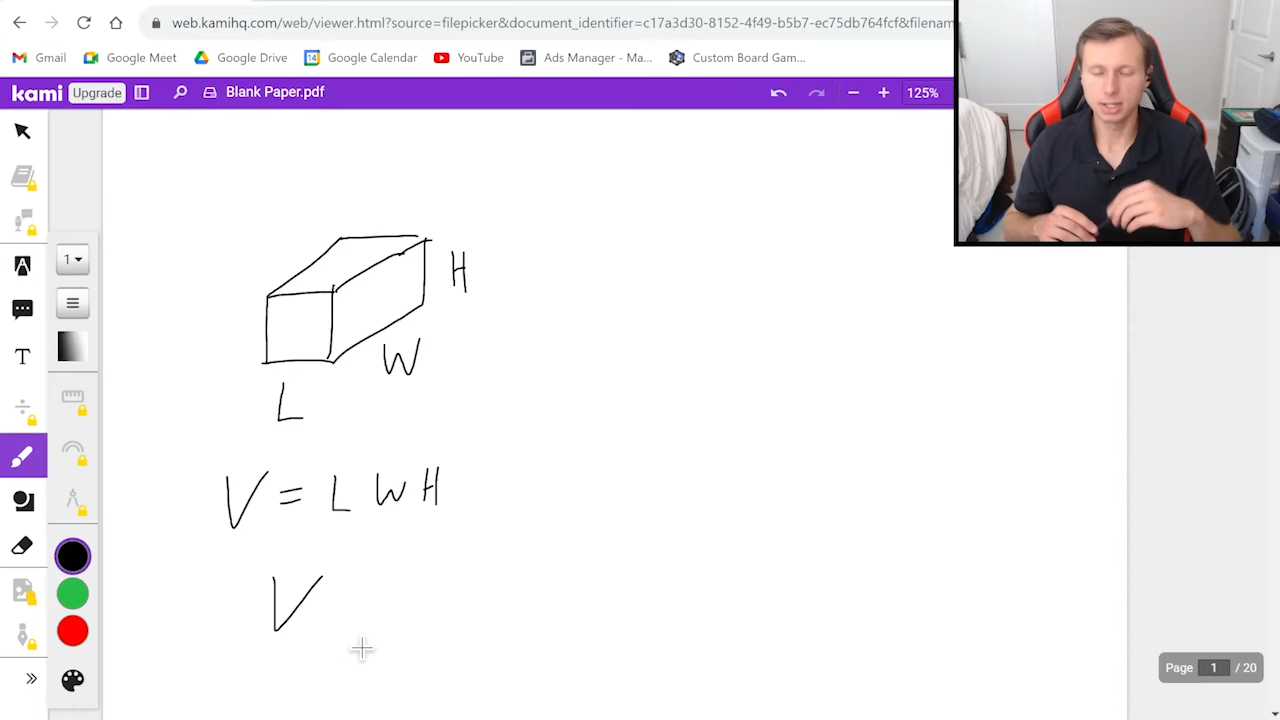 web.kamihq.com/web/viewer.html?source=filepicker&document_identifier=c17a3d30-8152-4f49-b5b7-ec75db764fcf&filenam
Gmail
Google Meet
14
Google Calendar
Google Drive
YouTube
Ads Manager - Ma...
Custom Board Gam...
kami
Upgrade
Blank Paper.pdf
125%
1
A
T
H
W
L
V = L W H
V
Page 1 / 20